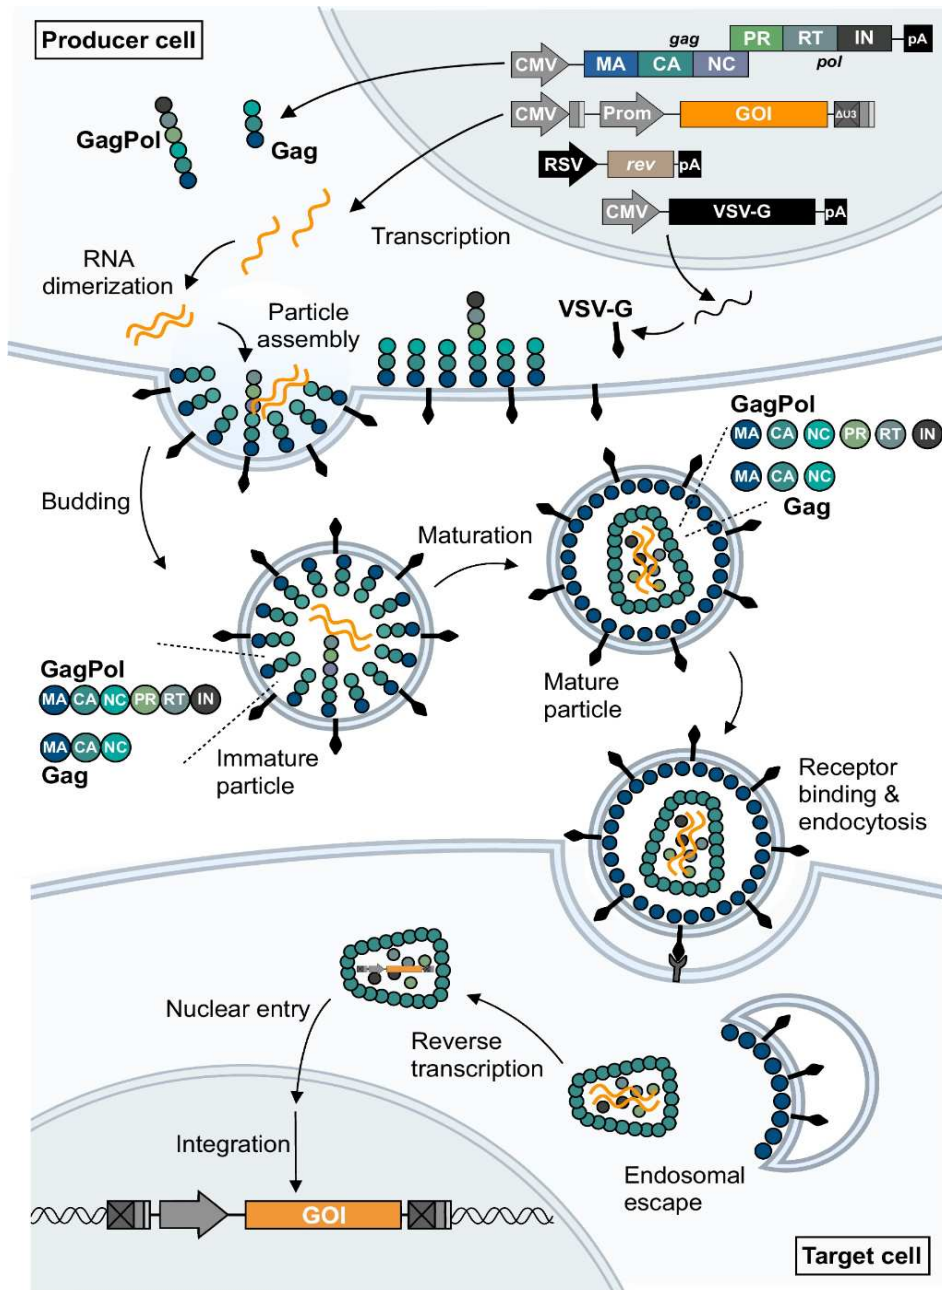 Producer cell
gag
PR RT IN pA
CMV MA CA NC
pol
CMV Prom GOI ΔU3
RSV rev pA
CMV VSV-G pA
GagPol
Gag
Transcription
RNA
dimerization
Particle
assembly
VSV-G
GagPol
MA CA NC PR RT IN
MA CA NC
Gag
Budding
Maturation
GagPol
MA CA NC PR RT IN
MA CA NC
Gag
Immature
particle
Mature
particle
Receptor
binding &
endocytosis
Nuclear entry
Reverse
transcription
Integration
Endosomal
escape
GOI
Target cell